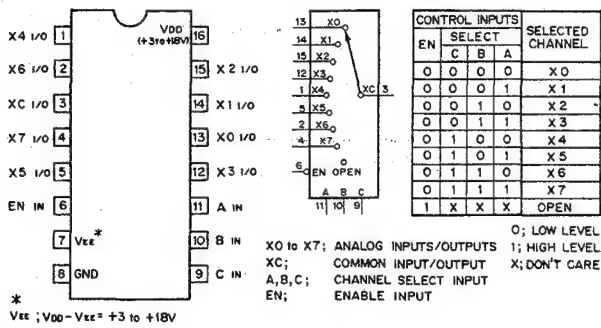 X4 I/O 1
X6 I/O 2
XC I/O 3
X7 I/O 4
X5 I/O 5
EN IN 6
7 VEE*
8 GND
VDD 16
(+3 to +18V)
15 X2 I/O
14 X1 I/O
13 X0 I/O
12 X3 I/O
11 A IN
10 B IN
9 C IN
*
VEE ; VDD-VEE= +3 to +18V
13 X0
14 X1
15 X2
12 X3
1 X4
5 X5
2 X6
4 X7
XC 3
6 EN OPEN
A B C
11 10 9
CONTROL INPUTS SELECTED CHANNEL
EN SELECT
C B A
0 0 0 0 X0
0 0 0 1 X1
0 0 1 0 X2
0 0 1 1 X3
0 1 0 0 X4
0 1 0 1 X5
0 1 1 0 X6
0 1 1 1 X7
1 X X X OPEN
X0 to X7; ANALOG INPUTS/OUTPUTS
XC; COMMON INPUT/OUTPUT
A,B,C; CHANNEL SELECT INPUT
EN; ENABLE INPUT
0; LOW LEVEL
1; HIGH LEVEL
X; DON'T CARE